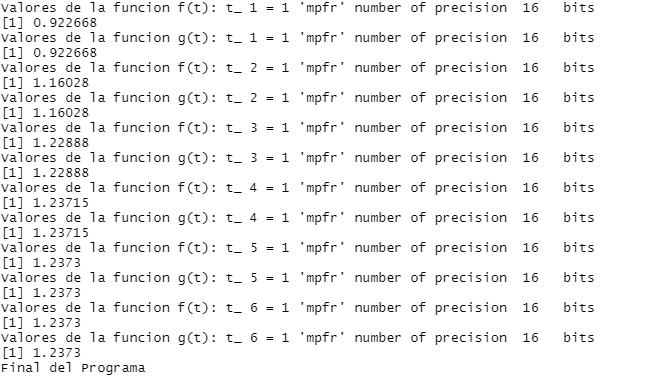 Valores de la funcion f(t): t_ 1 = 1 'mpfr' number of precision 16 bits
[1] 0.922668
Valores de la funcion g(t): t_ 1 = 1 'mpfr' number of precision 16 bits
[1] 0.922668
Valores de la funcion f(t): t_ 2 = 1 'mpfr' number of precision 16 bits
[1] 1.16028
Valores de la funcion g(t): t_ 2 = 1 'mpfr' number of precision 16 bits
[1] 1.16028
Valores de la funcion f(t): t_ 3 = 1 'mpfr' number of precision 16 bits
[1] 1.22888
Valores de la funcion g(t): t_ 3 = 1 'mpfr' number of precision 16 bits
[1] 1.22888
Valores de la funcion f(t): t_ 4 = 1 'mpfr' number of precision 16 bits
[1] 1.23715
Valores de la funcion g(t): t_ 4 = 1 'mpfr' number of precision 16 bits
[1] 1.23715
Valores de la funcion f(t): t_ 5 = 1 'mpfr' number of precision 16 bits
[1] 1.2373
Valores de la funcion g(t): t_ 5 = 1 'mpfr' number of precision 16 bits
[1] 1.2373
Valores de la funcion f(t): t_ 6 = 1 'mpfr' number of precision 16 bits
[1] 1.2373
Valores de la funcion g(t): t_ 6 = 1 'mpfr' number of precision 16 bits
[1] 1.2373
Final del Programa